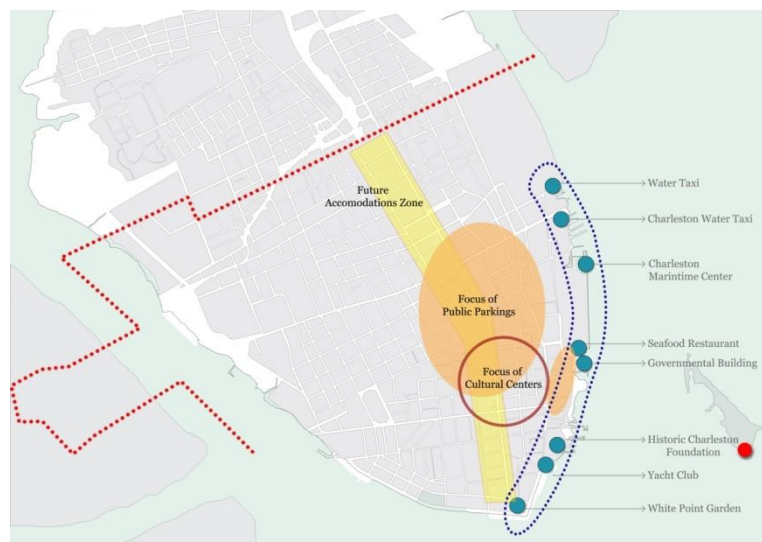 Future
Accomodations Zone
Focus of
Public Parkings
Focus of
Cultural Centers
Water Taxi
Charleston Water Taxi
Charleston
Marintime Center
Seafood Restaurant
Governmental Building
Historic Charleston
Foundation
Yacht Club
White Point Garden